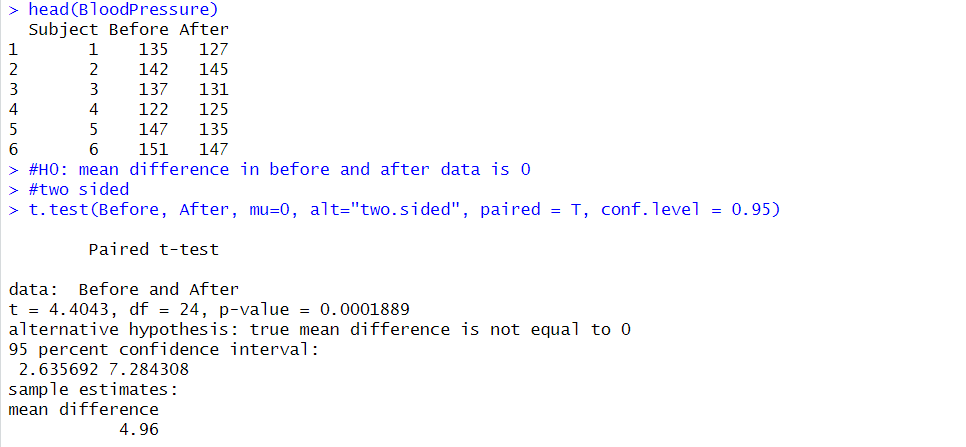 > head(BloodPressure)
  Subject Before After
1       1    135   127
2       2    142   145
3       3    137   131
4       4    122   125
5       5    147   135
6       6    151   147
> #H0: mean difference in before and after data is 0
> #two sided
> t.test(Before, After, mu=0, alt="two.sided", paired = T, conf.level = 0.95)
        Paired t-test
data:  Before and After
t = 4.4043, df = 24, p-value = 0.0001889
alternative hypothesis: true mean difference is not equal to 0
95 percent confidence interval:
 2.635692 7.284308
sample estimates:
mean difference
           4.96